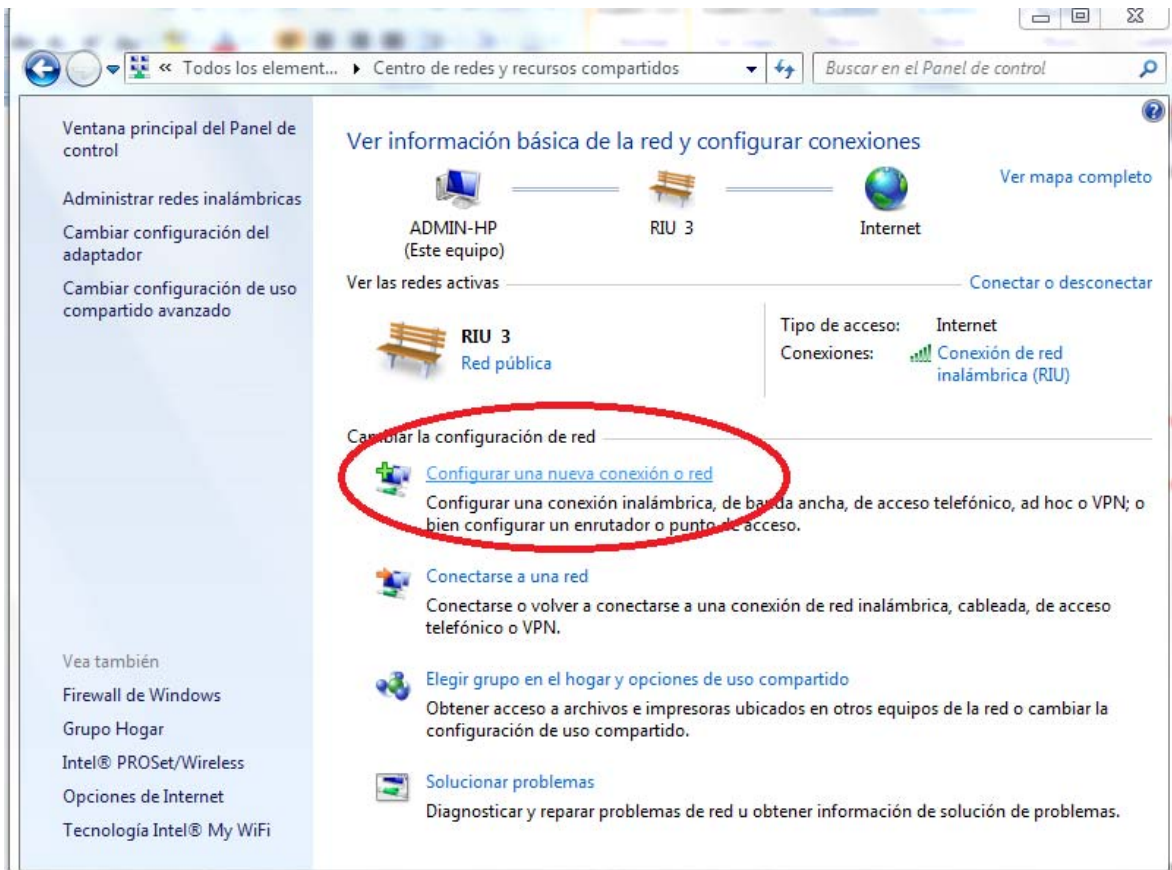 « Todos los element... Centro de redes y recursos compartidos
Buscar en el Panel de control
Ventana principal del Panel de
control
Administrar redes inalámbricas
Cambiar configuración del
adaptador
Cambiar configuración de uso
compartido avanzado
Vea también
Firewall de Windows
Grupo Hogar
Intel® PROSet/Wireless
Opciones de Internet
Tecnología Intel® My WiFi
Ver información básica de la red y configurar conexiones
Ver mapa completo
ADMIN-HP
(Este equipo)
RIU 3
Internet
Ver las redes activas
Conectar o desconectar
RIU 3
Red pública
Tipo de acceso: Internet
Conexiones: Conexión de red
inalámbrica (RIU)
Cambiar la configuración de red
Configurar una nueva conexión o red
Configurar una conexión inalámbrica, de banda ancha, de acceso telefónico, ad hoc o VPN; o
bien configurar un enrutador o punto de acceso.
Conectarse a una red
Conectarse o volver a conectarse a una conexión de red inalámbrica, cableada, de acceso
telefónico o VPN.
Elegir grupo en el hogar y opciones de uso compartido
Obtener acceso a archivos e impresoras ubicados en otros equipos de la red o cambiar la
configuración de uso compartido.
Solucionar problemas
Diagnosticar y reparar problemas de red u obtener información de solución de problemas.